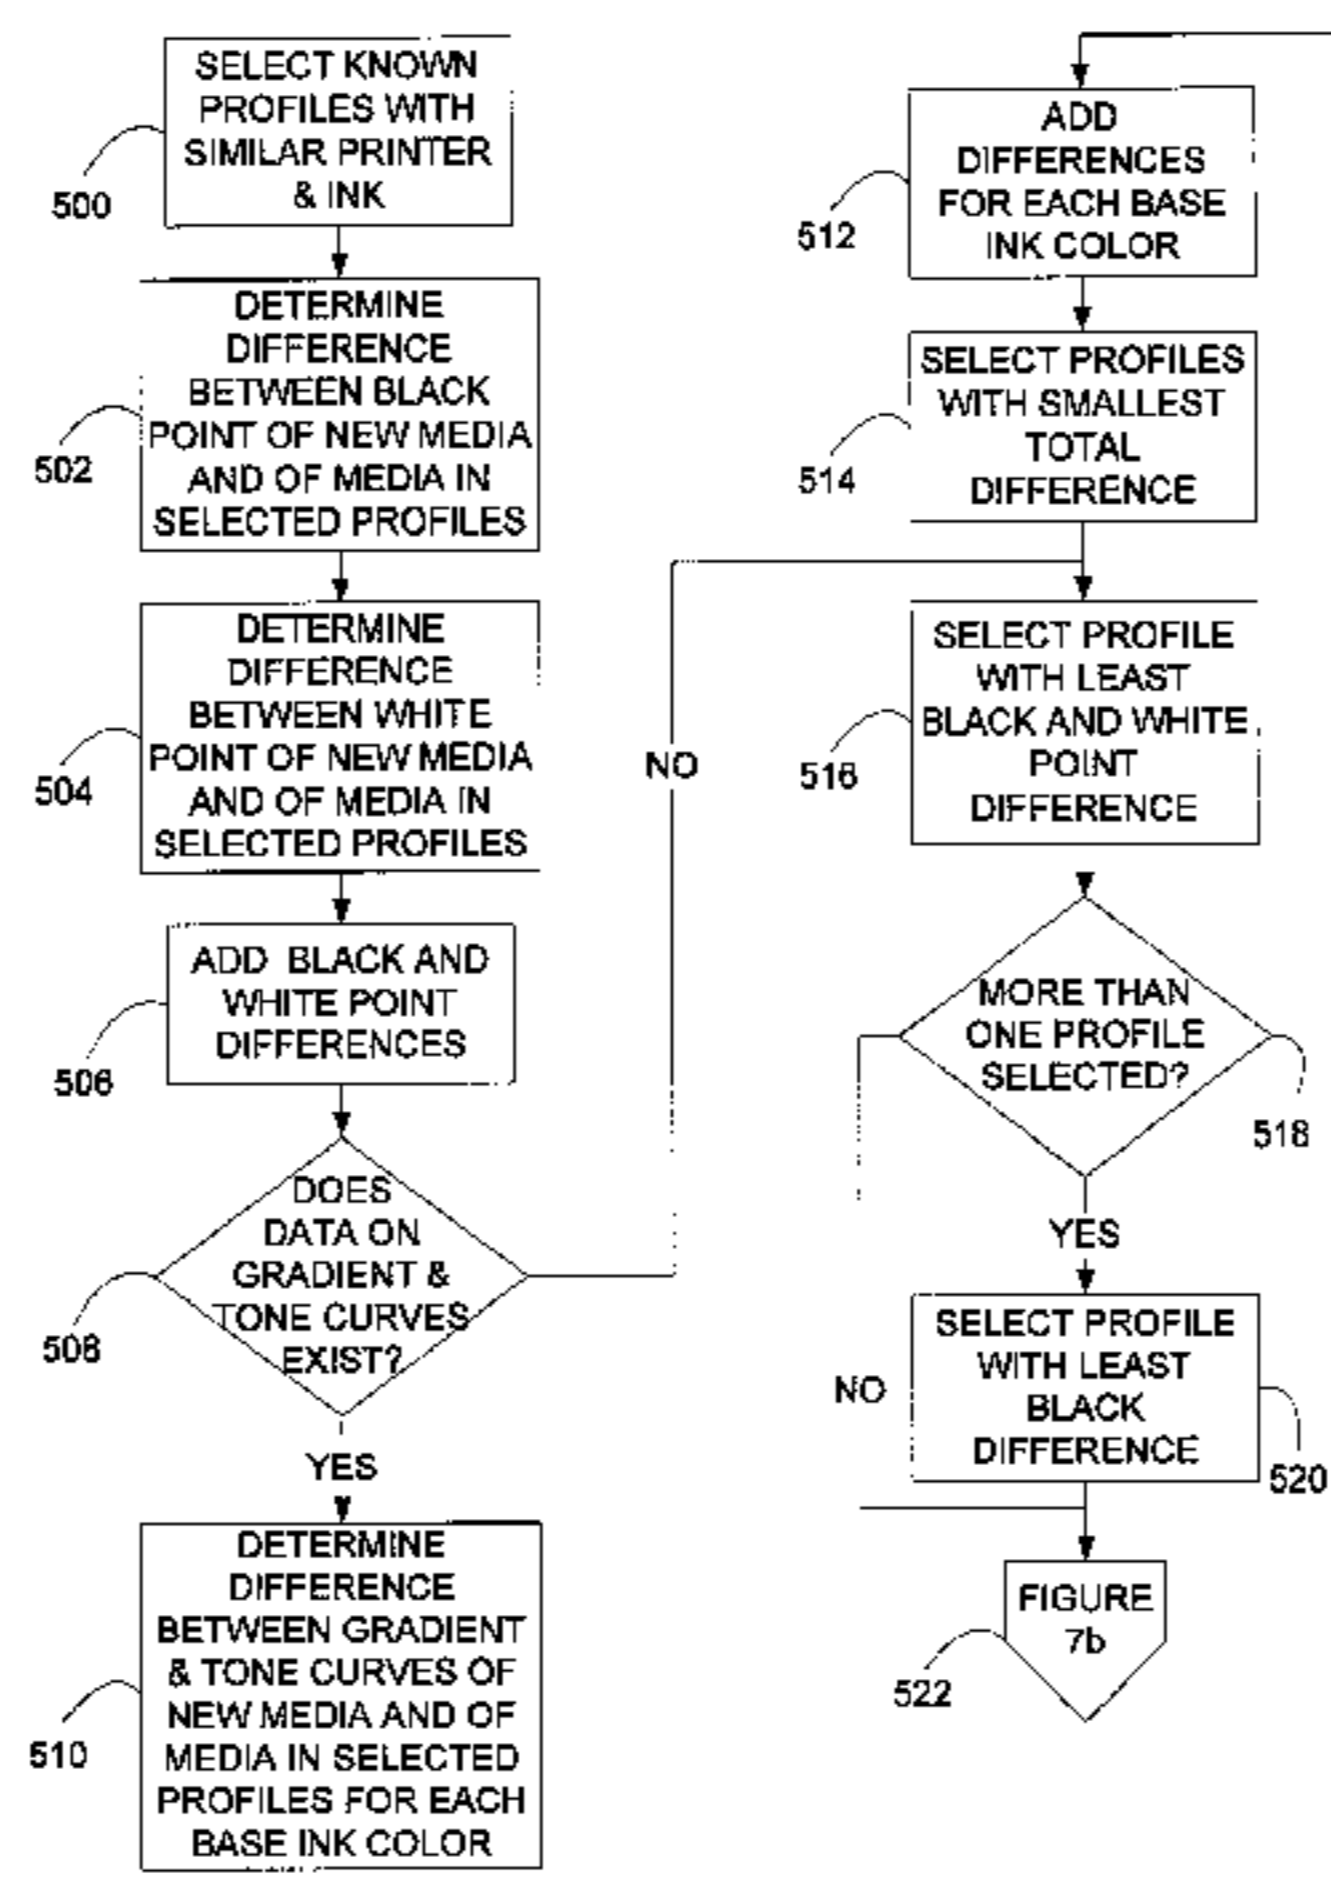 SELECT KNOWN
PROFILES WITH
SIMILAR PRINTER
& INK
500
DETERMINE
DIFFERENCE
BETWEEN BLACK
POINT OF NEW MEDIA
AND OF MEDIA IN
SELECTED PROFILES
502
DETERMINE
DIFFERENCE
BETWEEN WHITE
POINT OF NEW MEDIA
AND OF MEDIA IN
SELECTED PROFILES
504
ADD BLACK AND
WHITE POINT
DIFFERENCES
506
DOES
DATA ON
GRADIENT &
TONE CURVES
EXIST?
508
NO
YES
DETERMINE
DIFFERENCE
BETWEEN GRADIENT
& TONE CURVES OF
NEW MEDIA AND OF
MEDIA IN SELECTED
PROFILES FOR EACH
BASE INK COLOR
510
ADD
DIFFERENCES
FOR EACH BASE
INK COLOR
512
SELECT PROFILES
WITH SMALLEST
TOTAL
DIFFERENCE
514
SELECT PROFILE
WITH LEAST
BLACK AND WHITE
POINT
DIFFERENCE
516
MORE THAN
ONE PROFILE
SELECTED?
518
YES
NO
SELECT PROFILE
WITH LEAST
BLACK
DIFFERENCE
520
FIGURE
7b
522